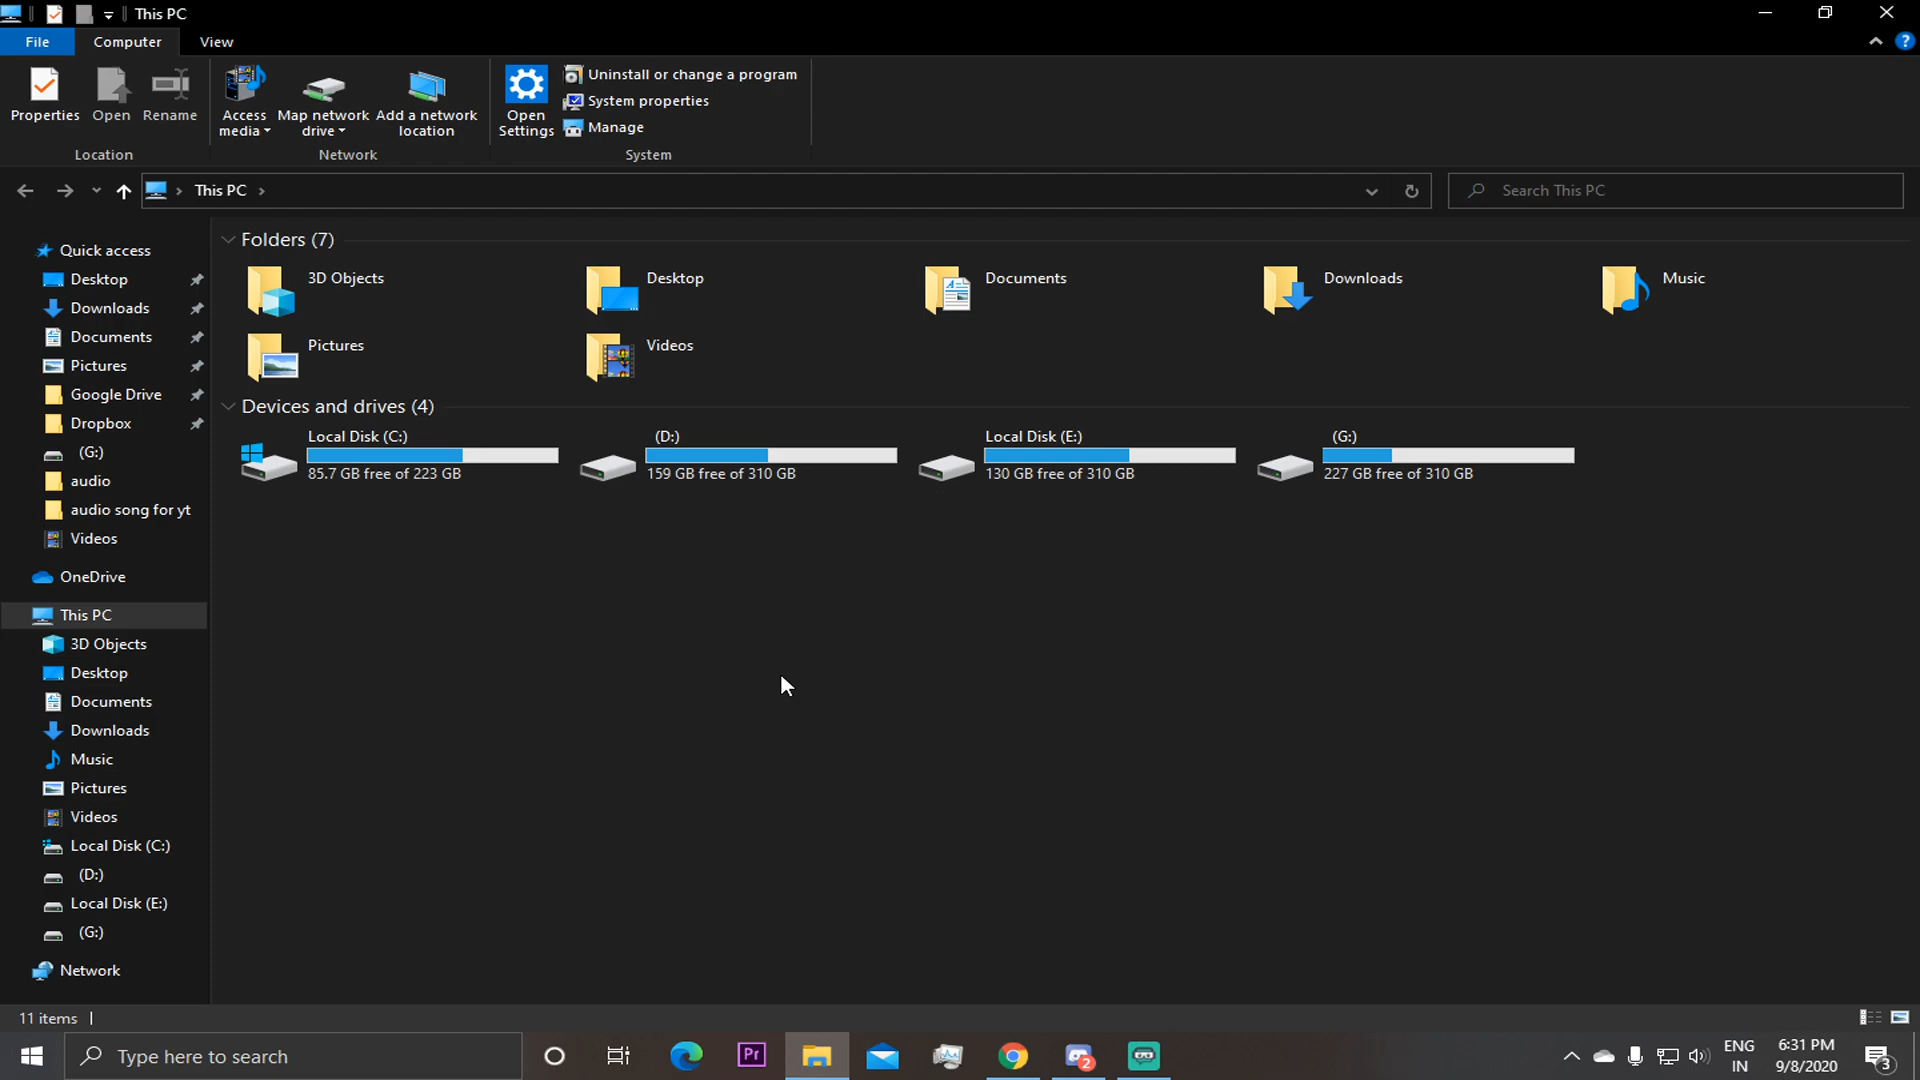 This PC
File
Computer
View
Properties
Open
Rename
Access media
Map network drive
Add a network location
Open Settings
Uninstall or change a program
System properties
Manage
Location
Network
System
This PC
Search This PC
Quick access
Desktop
Downloads
Documents
Pictures
Google Drive
Dropbox
(G:)
audio
audio song for yt
Videos
OneDrive
This PC
3D Objects
Desktop
Documents
Downloads
Music
Pictures
Videos
Local Disk (C:)
(D:)
Local Disk (E:)
(G:)
Network
Folders (7)
3D Objects
Desktop
Documents
Downloads
Music
Pictures
Videos
Devices and drives (4)
Local Disk (C:)
85.7 GB free of 223 GB
(D:)
159 GB free of 310 GB
Local Disk (E:)
130 GB free of 310 GB
(G:)
227 GB free of 310 GB
11 items
Type here to search
Pr
2
ENG
IN
6:31 PM
9/8/2020
3